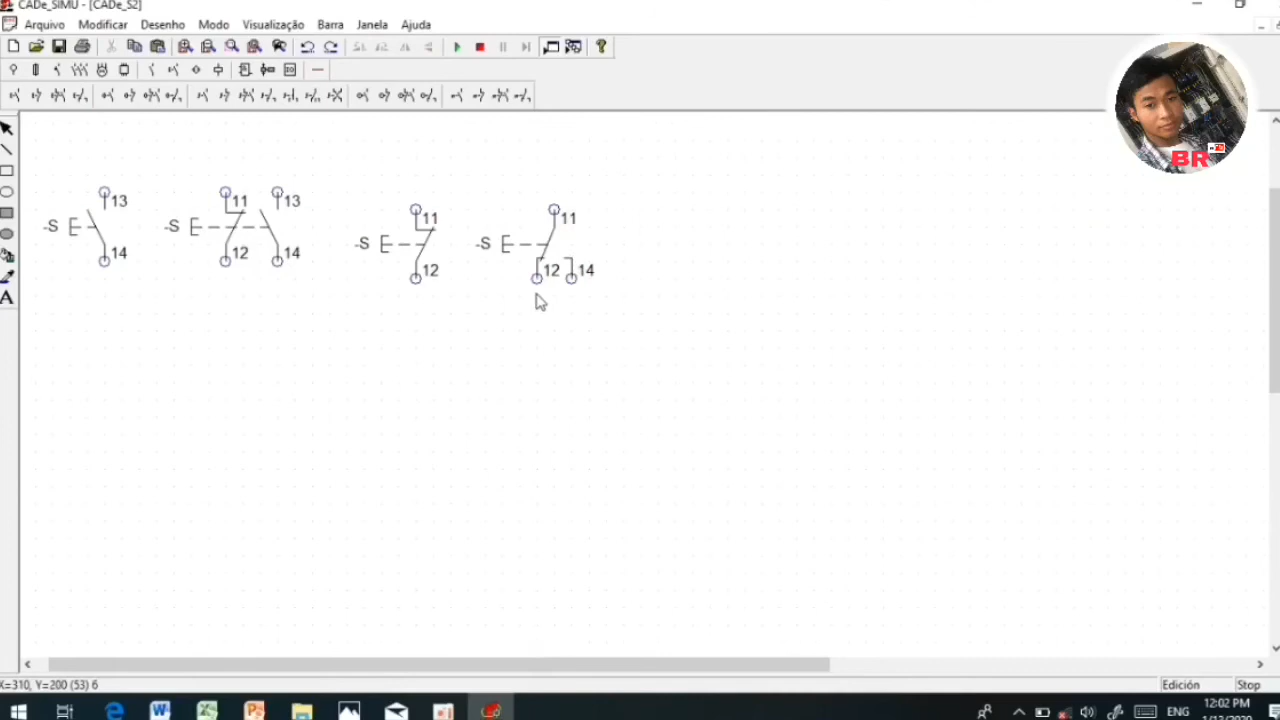 CADe_SIMU - [CADe_S2]
Arquivo Modificar Desenho Modo Visualização Barra Janela Ajuda
BR
13 11 13
-S -S
14 12 14
11 11
-S -S
12 12 14
A
X=310, Y=200 (53) 6 Edición Stop
ENG 12:02 PM